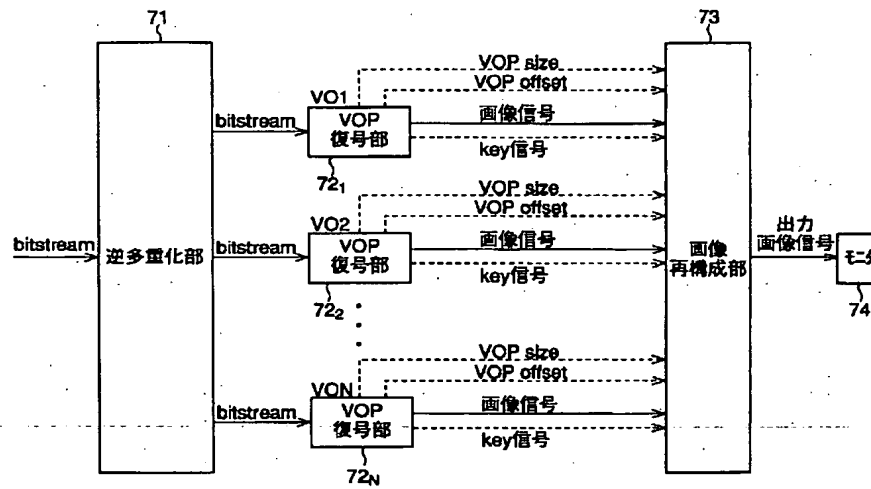 71
73
VOP size
VOP offset
VO1
bitstream
VOP
復号部
画像信号
key信号
72₁
VOP size
VOP offset
VO2
bitstream
逆多重化部
bitstream
VOP
復号部
画像信号
key信号
72₂
画像
再構成部
出力
画像信号
モニタ
74
VOP size
VOP offset
VON
bitstream
VOP
復号部
画像信号
key信号
72N